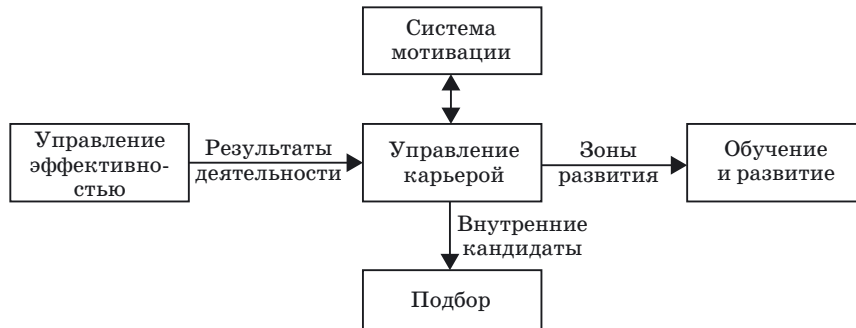 Система
мотивации
Управление
эффективно-
стью
Результаты
деятельности
Управление
карьерой
Зоны
развития
Обучение
и развитие
Внутренние
кандидаты
Подбор